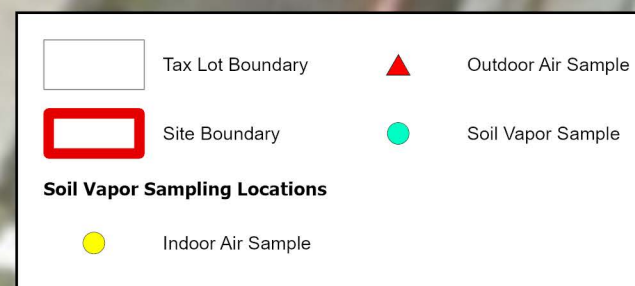 Tax Lot Boundary
Outdoor Air Sample
Site Boundary
Soil Vapor Sample
Soil Vapor Sampling Locations
Indoor Air Sample